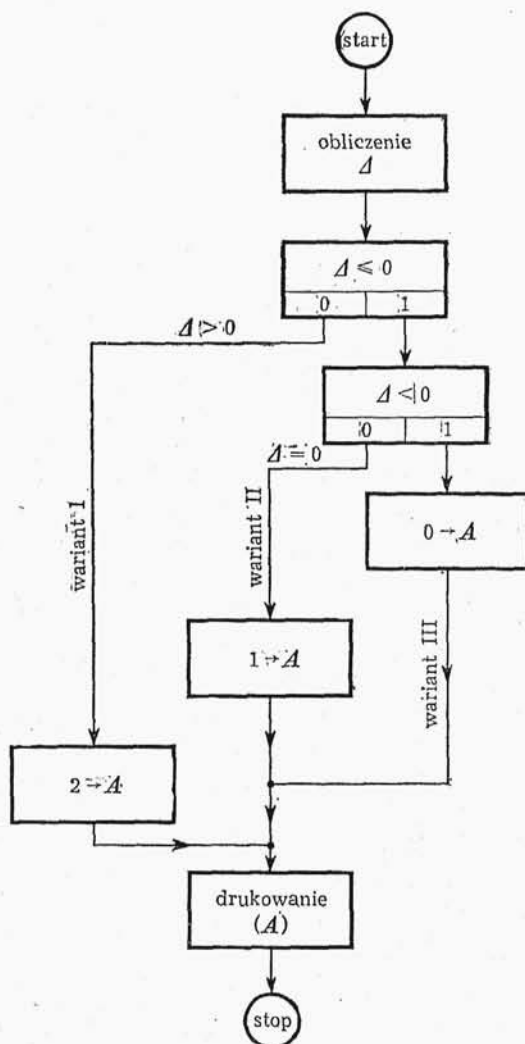 start
obliczenie
Δ
Δ ⩽ 0
0 1
Δ > 0
Δ < 0
0 1
Δ = 0
wariant I
wariant II
0 → A
1 → A
wariant III
2 → A
drukowanie
(A)
stop